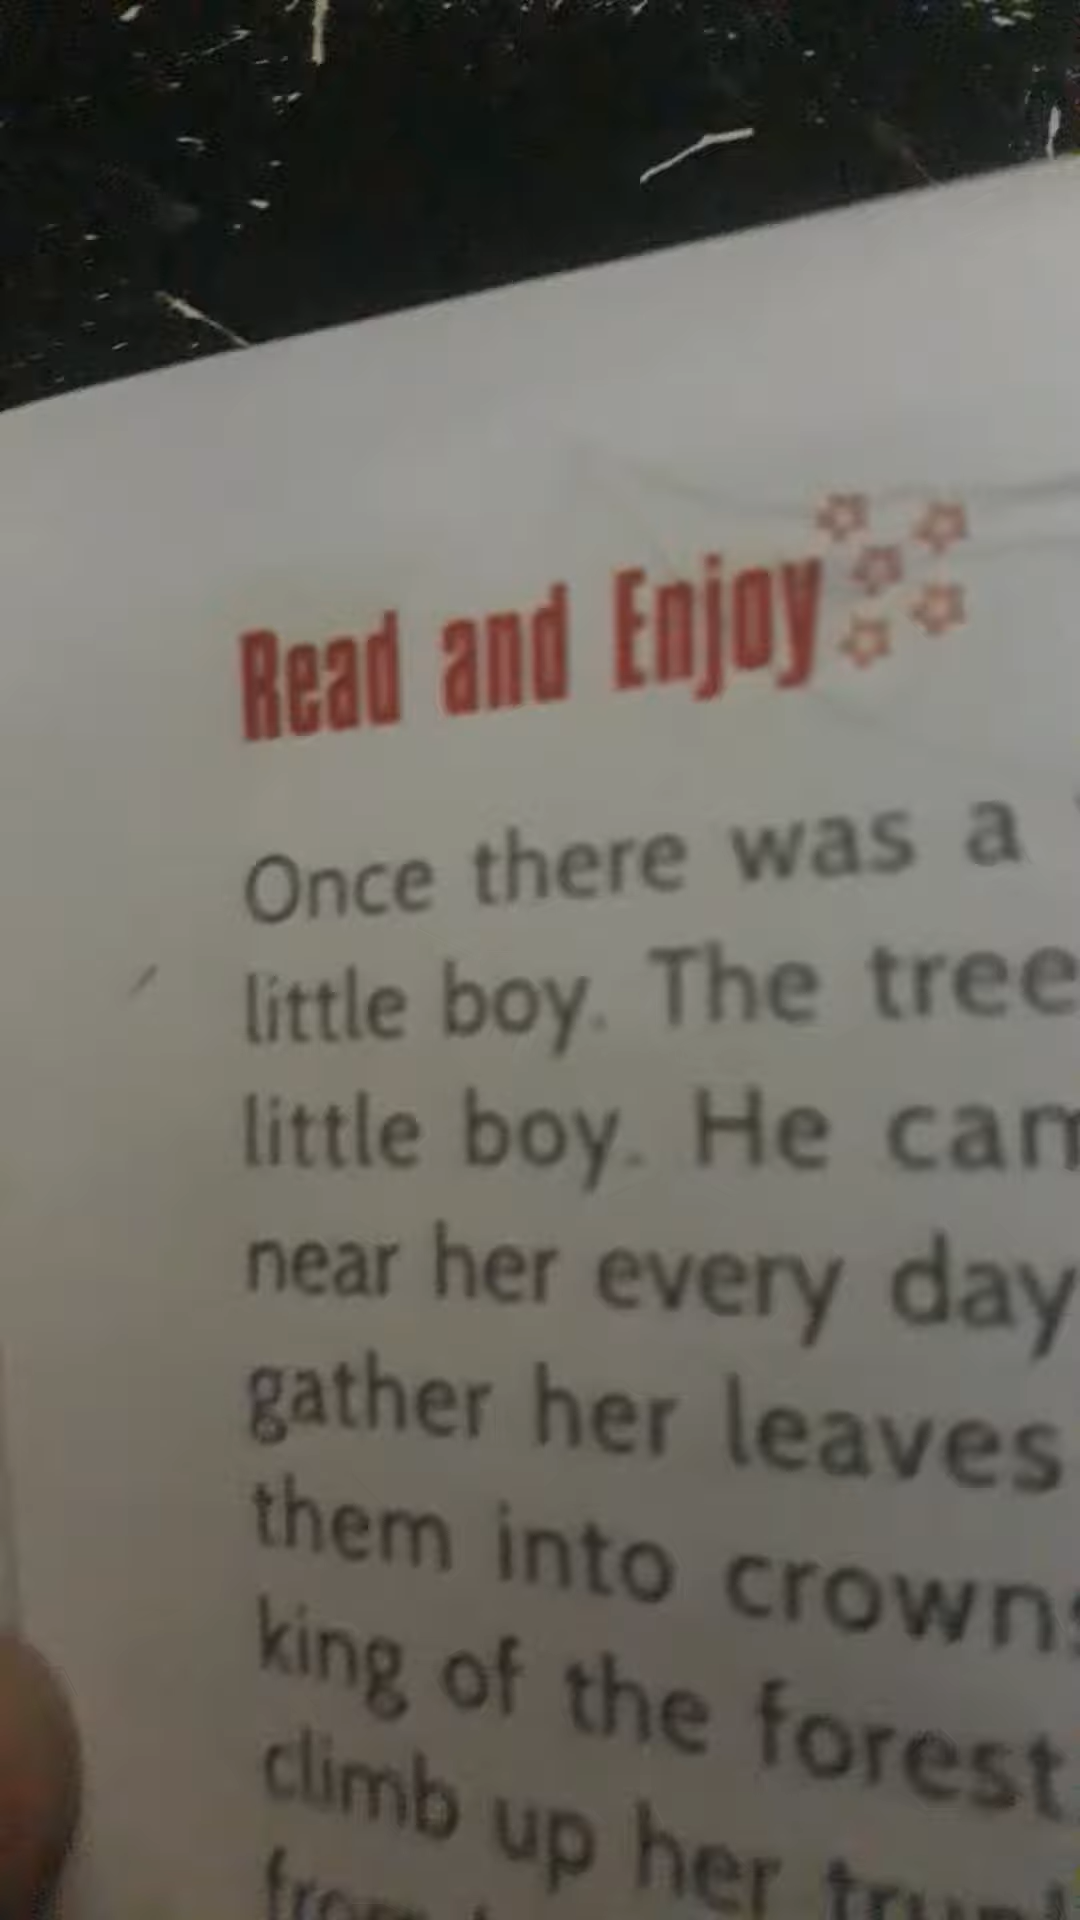 Read and Enjoy
Once there was a
little boy. The tree
little boy. He
near her every day
gather her leaves
them into crowns
king of the forest.
climb up her